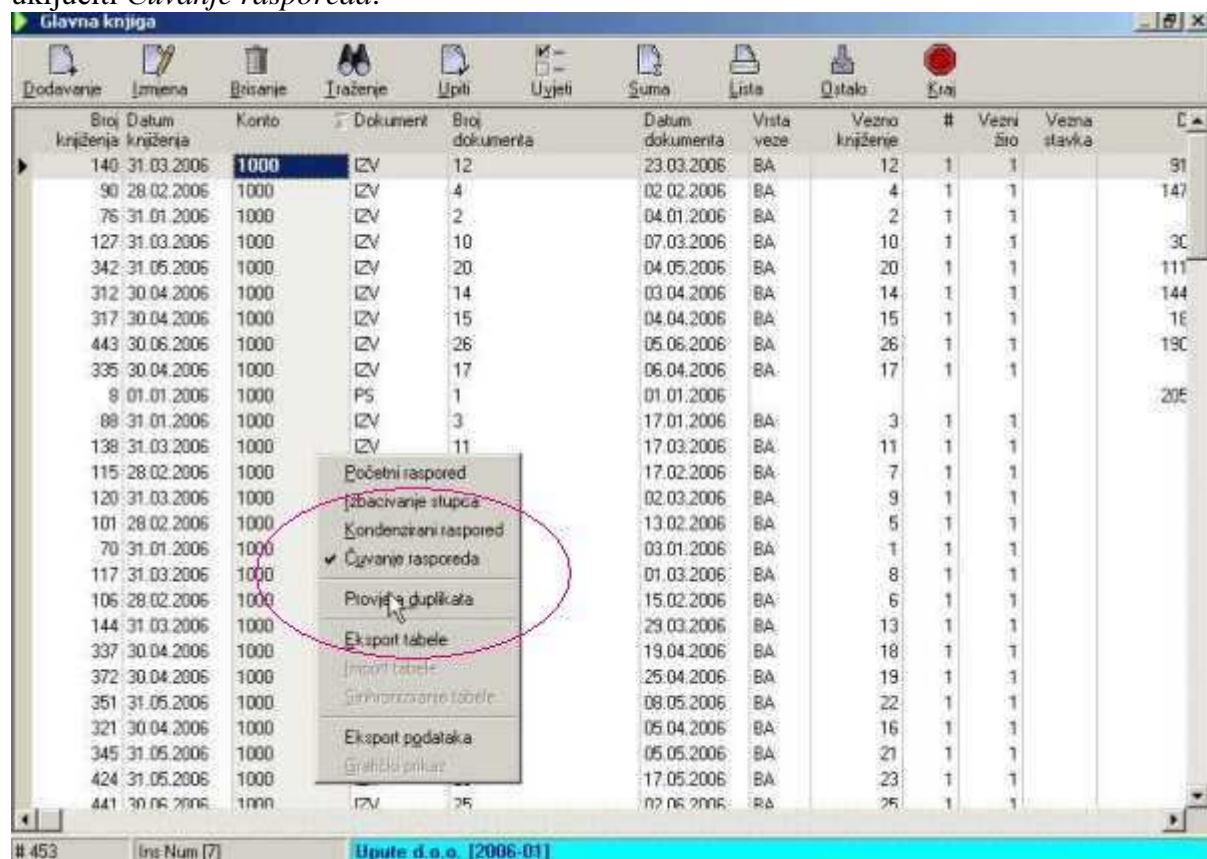 uključiti Čuvanje rasporeda.
Glavna knjiga
Dodavanje Izmjena Brisanje Traženje Upiti Uvjeti Suma Lista Ostalo Kraj
Broj knjiženja Datum knjiženja Konto Dokument Broj dokumenta Datum dokumenta Vrsta veze Vezno knjiženje # Vezni žiro Vezna stavka
140 31.03.2006 1000 IZV 12 23.03.2006 BA 12 1 1 91
90 28.02.2006 1000 IZV 4 02.02.2006 BA 4 1 1 147
76 31.01.2006 1000 IZV 2 04.01.2006 BA 2 1 1
127 31.03.2006 1000 IZV 10 07.03.2006 BA 10 1 1 30
342 31.05.2006 1000 IZV 20 04.05.2006 BA 20 1 1 111
312 30.04.2006 1000 IZV 14 03.04.2006 BA 14 1 1 144
317 30.04.2006 1000 IZV 15 04.04.2006 BA 15 1 1
443 30.06.2006 1000 IZV 26 05.06.2006 BA 26 1 1 190
335 30.04.2006 1000 IZV 17 06.04.2006 BA 17 1 1
8 01.01.2006 1000 PS 1 01.01.2006 205
88 31.01.2006 1000 IZV 3 17.01.2006 BA 3 1 1
138 31.03.2006 1000 IZV 11 17.03.2006 BA 11 1 1
115 28.02.2006 1000 17.02.2006 BA 7 1 1
120 31.03.2006 1000 02.03.2006 BA 9 1 1
101 28.02.2006 1000 13.02.2006 BA 5 1 1
70 31.01.2006 1000 03.01.2006 BA 1 1 1
117 31.03.2006 1000 01.03.2006 BA 8 1 1
106 28.02.2006 1000 15.02.2006 BA 6 1 1
144 31.03.2006 1000 29.03.2006 BA 13 1 1
337 30.04.2006 1000 19.04.2006 BA 18 1 1
372 30.04.2006 1000 25.04.2006 BA 19 1 1
351 31.05.2006 1000 08.05.2006 BA 22 1 1
321 30.04.2006 1000 05.04.2006 BA 16 1 1
345 31.05.2006 1000 05.05.2006 BA 21 1 1
424 31.05.2006 1000 17.05.2006 BA 23 1 1
441 30.06.2006 1000 IZV 25 02.06.2006 BA 25 1 1
Početni raspored
Izbacivanje stupca
Kondenzirani raspored
Čuvanje rasporeda
Provjera duplikata
Eksport tabele
Import tabele
Sinhroniziranje tabele
Eksport podataka
Grafički prikaz
# 453 Ins Num [7] Upute d.o.o. [2006-01]